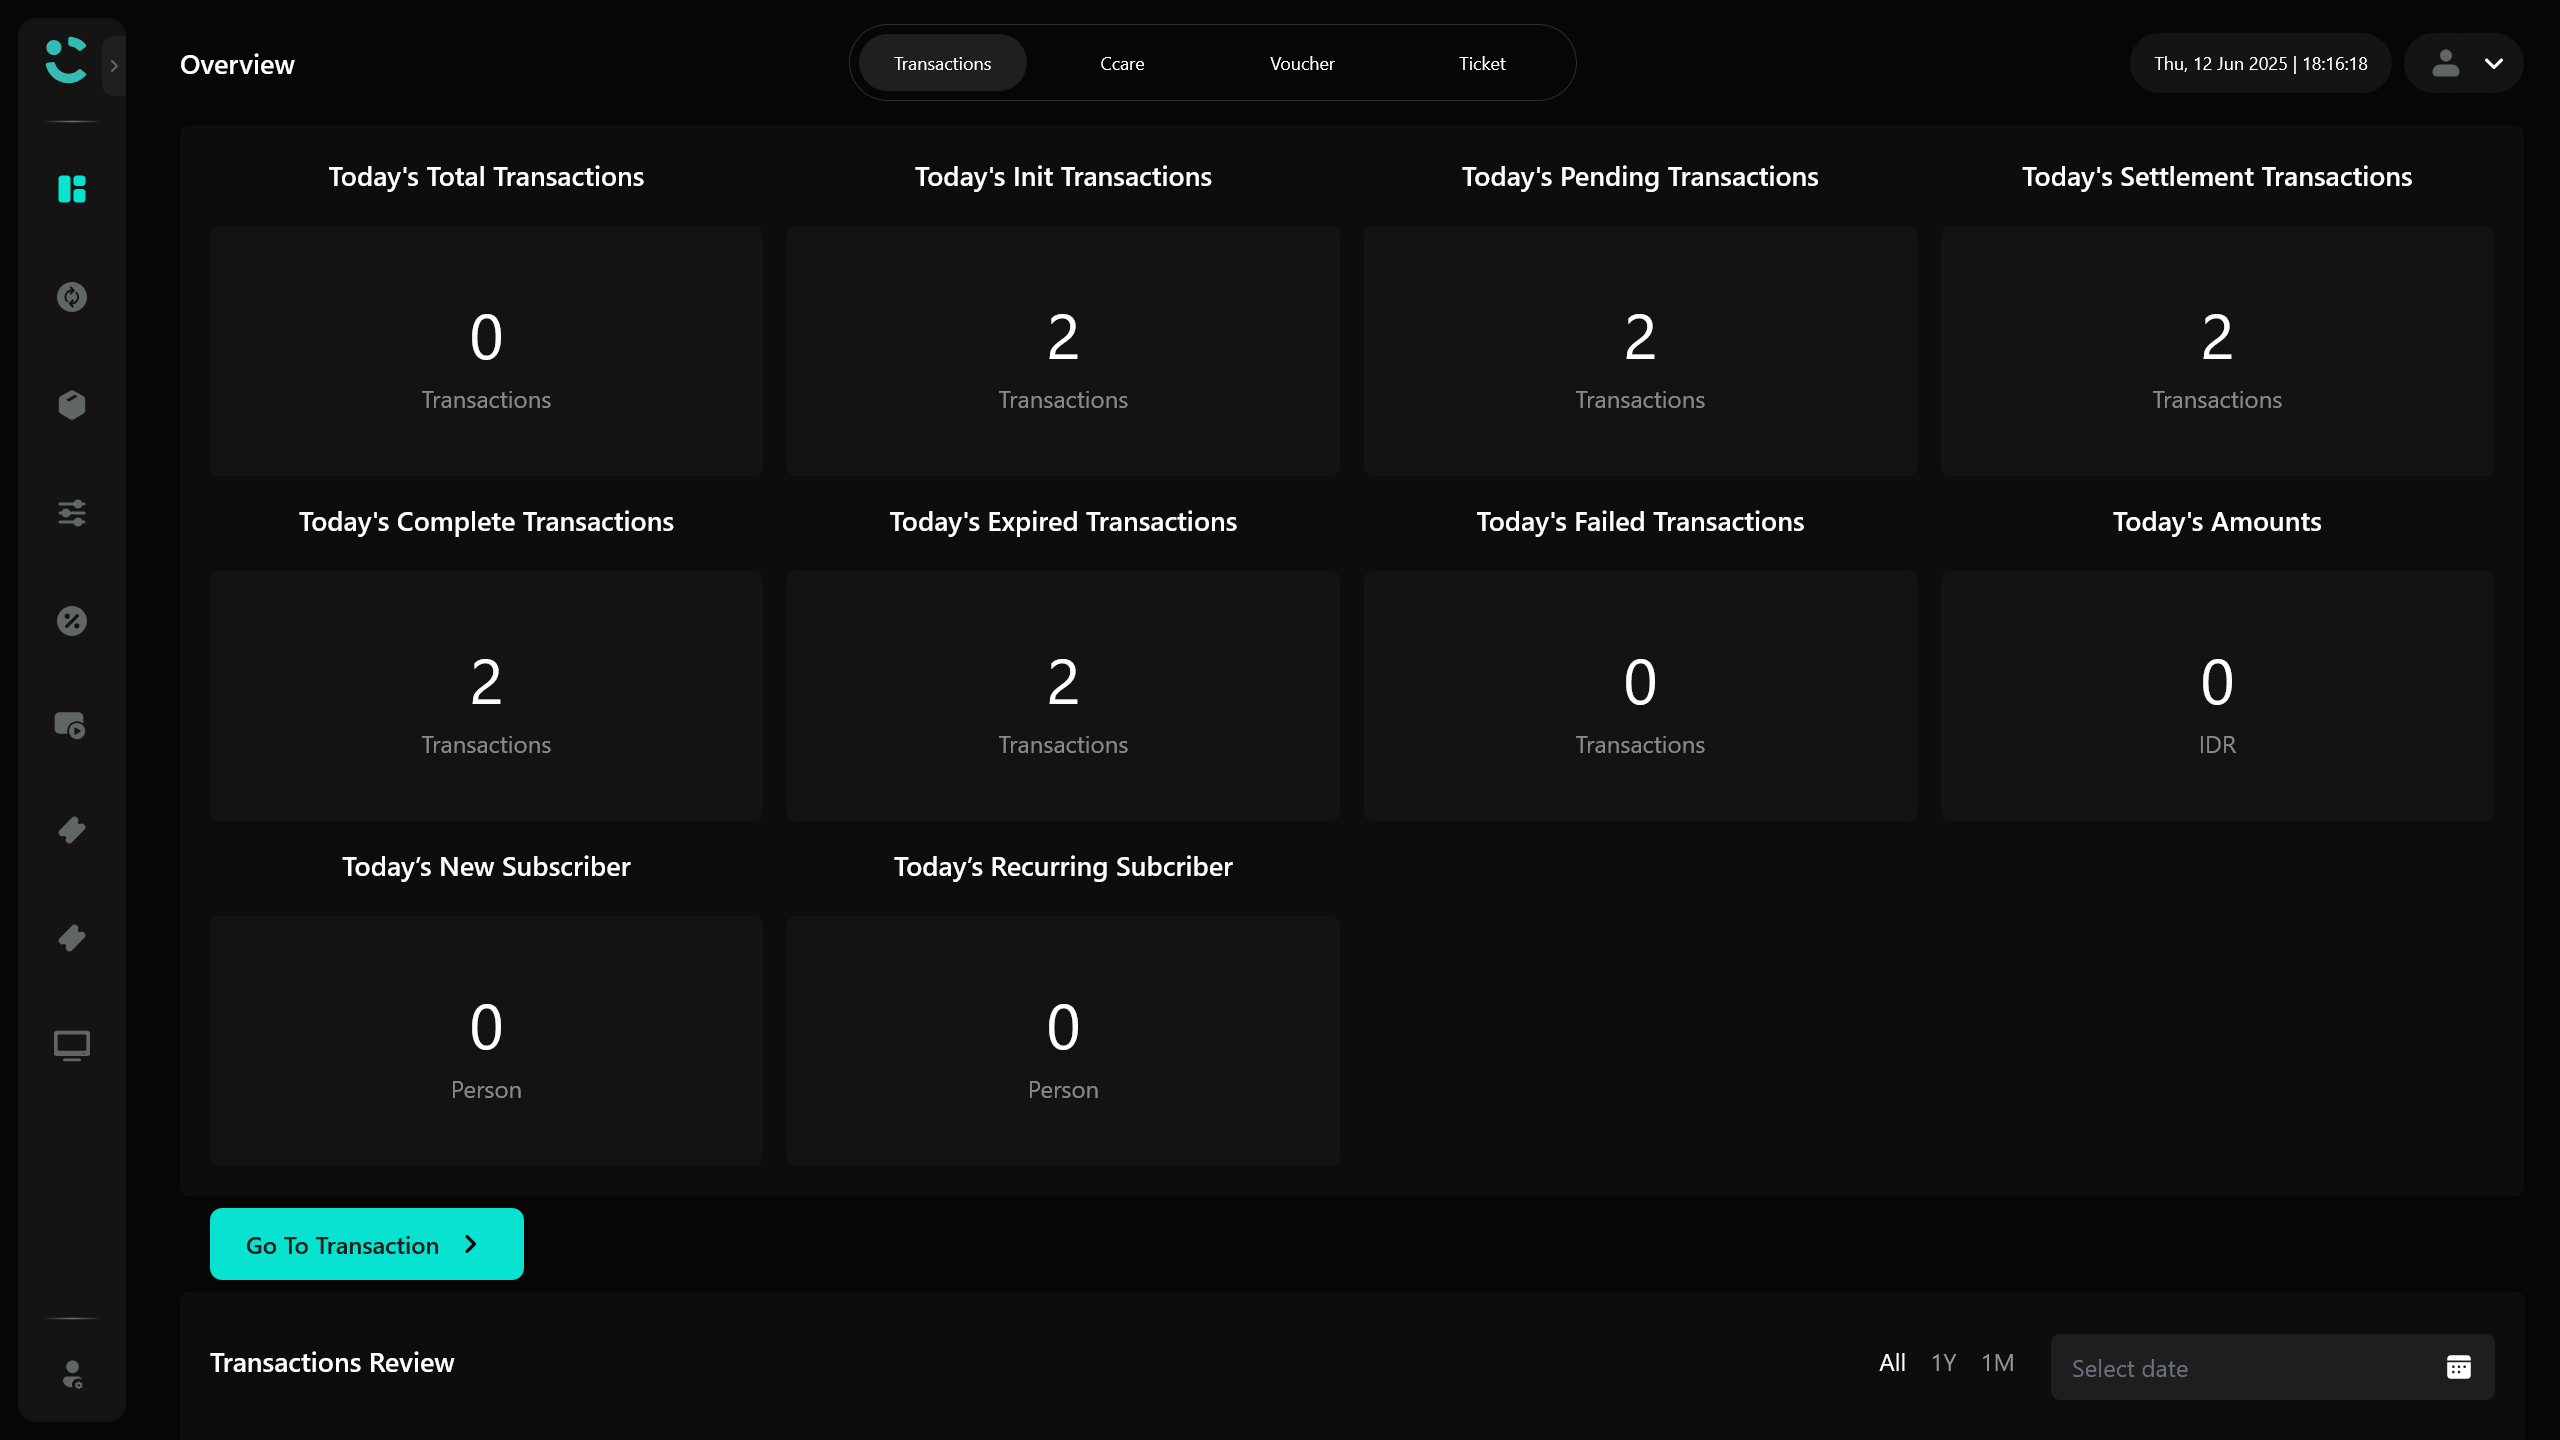 Overview
Transactions
Ccare
Voucher
Ticket
Thu, 12 Jun 2025 | 18:16:18
Today's Total Transactions
Today's Init Transactions
Today's Pending Transactions
Today's Settlement Transactions
0
2
2
2
Transactions
Transactions
Transactions
Transactions
Today's Complete Transactions
Today's Expired Transactions
Today's Failed Transactions
Today's Amounts
2
2
0
0
Transactions
Transactions
Transactions
IDR
Today’s New Subscriber
Today’s Recurring Subcriber
0
0
Person
Person
Go To Transaction
Transactions Review
All
1Y
1M
Select date